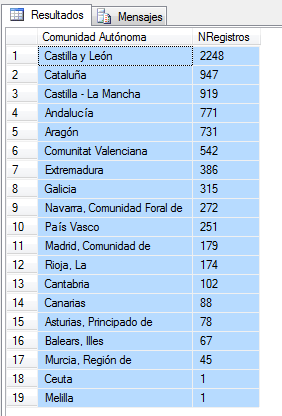 Resultados Mensajes
Comunidad Autónoma NRegistros
1 Castilla y León 2248
2 Cataluña 947
3 Castilla - La Mancha 919
4 Andalucía 771
5 Aragón 731
6 Comunitat Valenciana 542
7 Extremadura 386
8 Galicia 315
9 Navarra, Comunidad Foral de 272
10 País Vasco 251
11 Madrid, Comunidad de 179
12 Rioja, La 174
13 Cantabria 102
14 Canarias 88
15 Asturias, Principado de 78
16 Balears, Illes 67
17 Murcia, Región de 45
18 Ceuta 1
19 Melilla 1